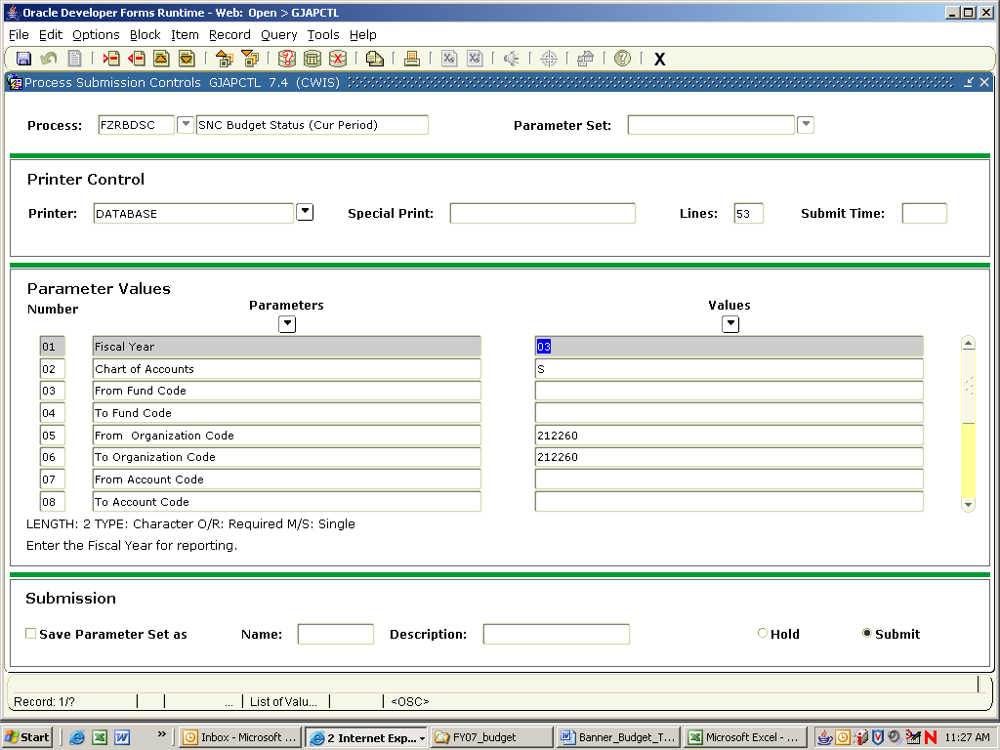 Oracle Developer Forms Runtime - Web: Open > GJAPCTL
File Edit Options Block Item Record Query Tools Help
X
Process Submission Controls GJAPCTL 7.4 (CWIS)
Process: FZRBDSC SNC Budget Status (Cur Period) Parameter Set:
Printer Control
Printer: DATABASE Special Print: Lines: 53 Submit Time:
Parameter Values
Number Parameters Values
01 Fiscal Year 03
02 Chart of Accounts S
03 From Fund Code
04 To Fund Code
05 From Organization Code 212260
06 To Organization Code 212260
07 From Account Code
08 To Account Code
LENGTH: 2 TYPE: Character O/R: Required M/S: Single
Enter the Fiscal Year for reporting.
Submission
Save Parameter Set as Name: Description: Hold Submit
Record: 1/? ... List of Valu... <OSC>
Start » Inbox - Microsoft ... 2 Internet Exp... FY07_budget Banner_Budget_T... Microsoft Excel - ... 11:27 AM